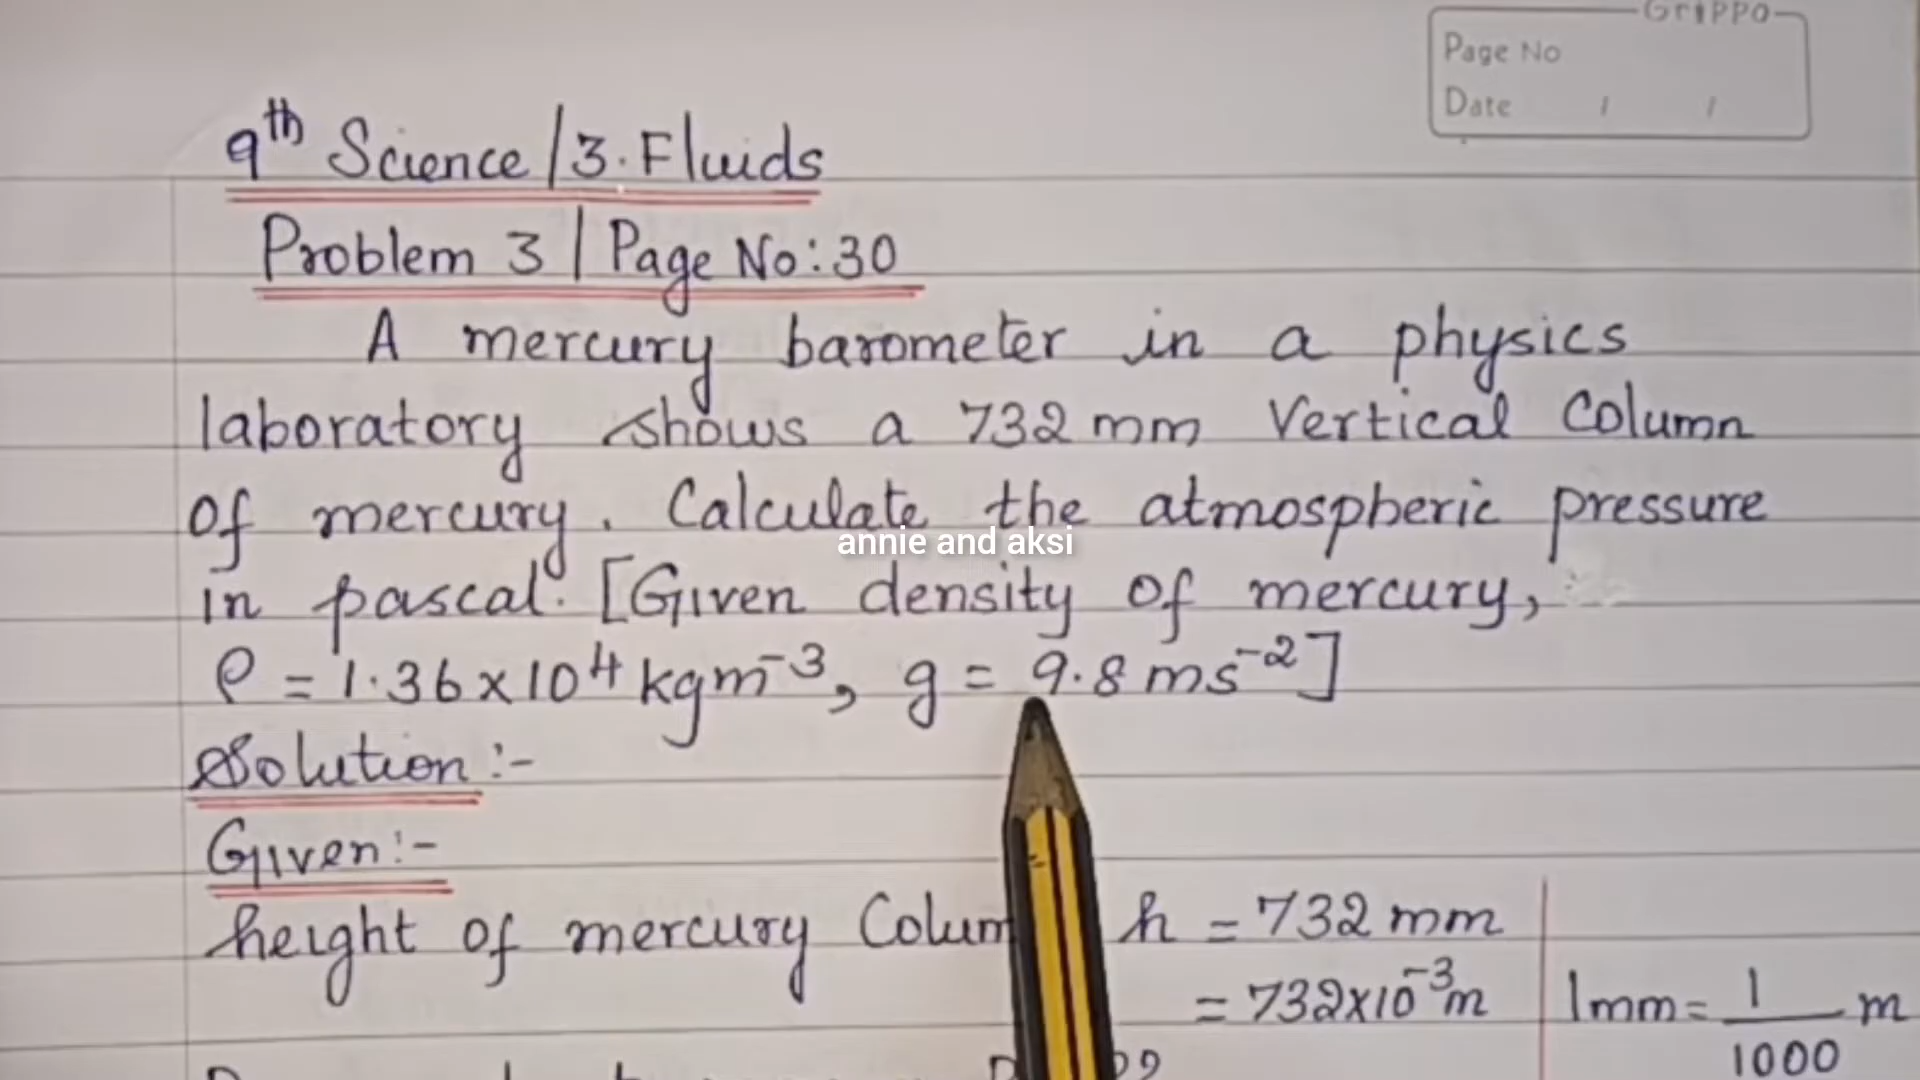 Grippo
Page No
Date / /
9th Science / 3. Fluids
Problem 3 | Page No: 30
A mercury barometer in a physics
laboratory shows a 732 mm Vertical Column
of mercury. Calculate the atmospheric pressure
annie and aksi
in pascal. [Given density of mercury,
ρ = 1.36 x 10⁴ kgm⁻³, g = 9.8 ms⁻²]
Solution :-
Given :-
height of mercury Colum h = 732 mm
= 732x10⁻³m
1mm = 1/1000 m